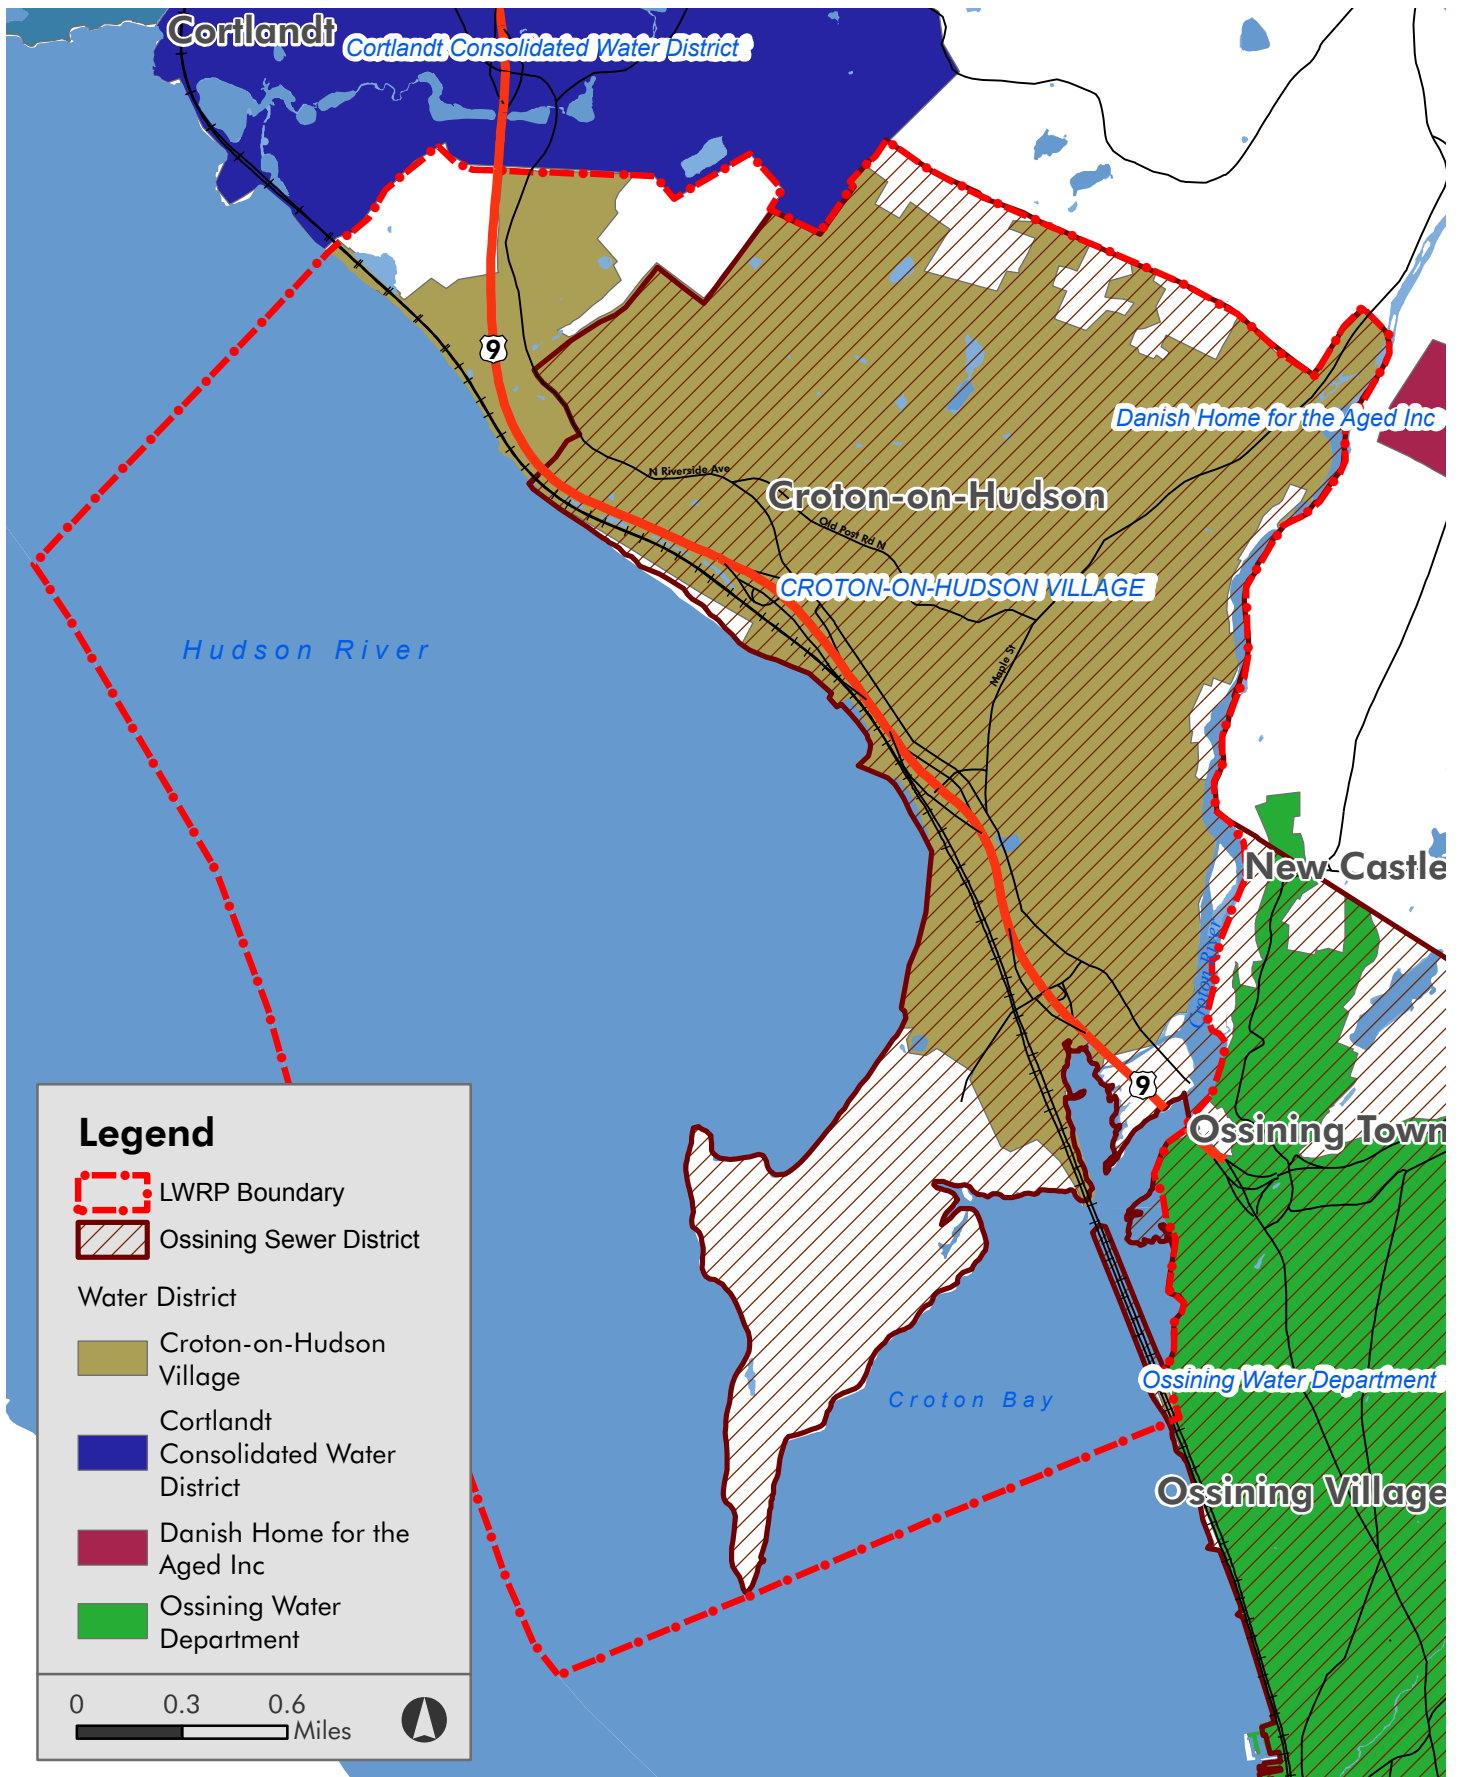 Cortlandt
Cortlandt Consolidated Water District
9
Danish Home for the Aged Inc
N Riverside Ave
Croton-on-Hudson
Old Post Rd N
CROTON-ON-HUDSON VILLAGE
Hudson River
Maple St
New Castle
Croton River
9
Ossining Town
Ossining Water Department
Croton Bay
Ossining Village
Legend
LWRP Boundary
Ossining Sewer District
Water District
Croton-on-Hudson
Village
Cortlandt
Consolidated Water
District
Danish Home for the
Aged Inc
Ossining Water
Department
0 0.3 0.6
Miles